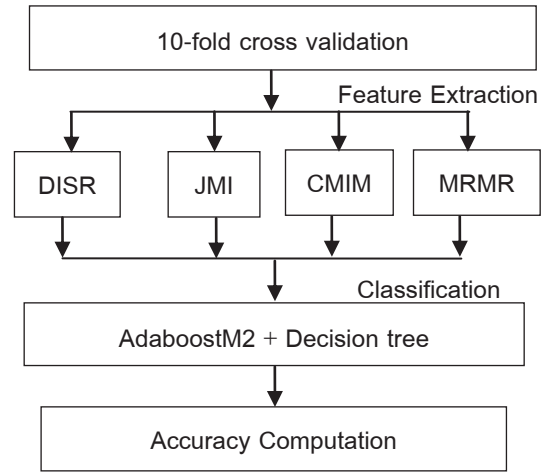 10-fold cross validation
Feature Extraction
DISR
JMI
CMIM
MRMR
Classification
AdaboostM2 + Decision tree
Accuracy Computation